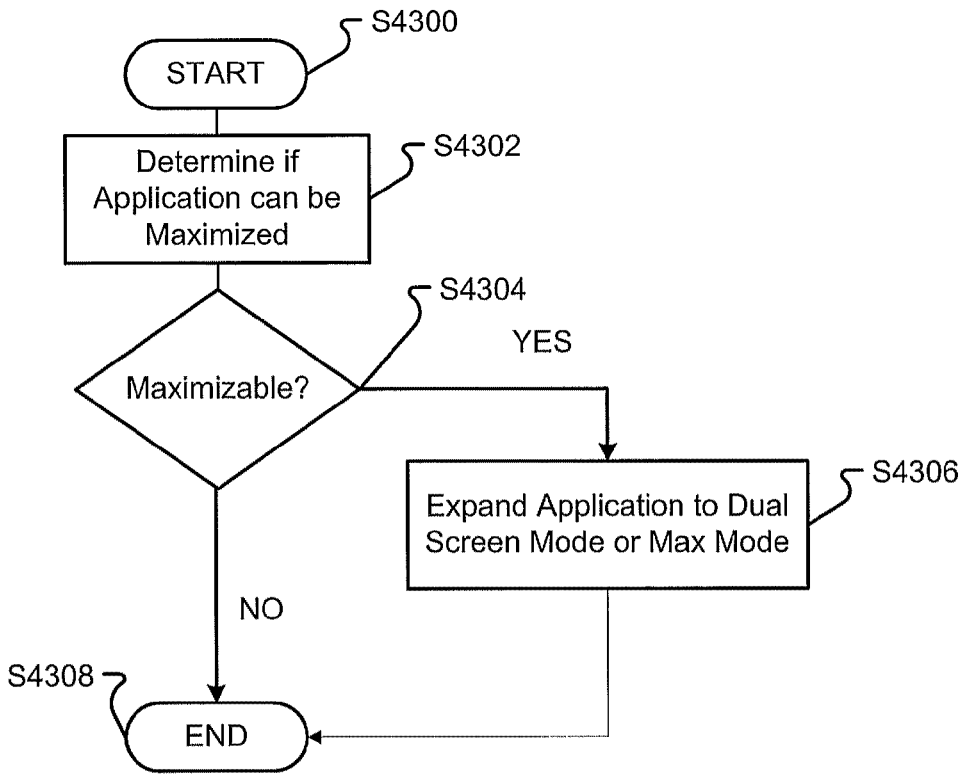 S4300
START
S4302
Determine if
Application can be
Maximized
S4304
YES
Maximizable?
S4306
Expand Application to Dual
Screen Mode or Max Mode
NO
S4308
END